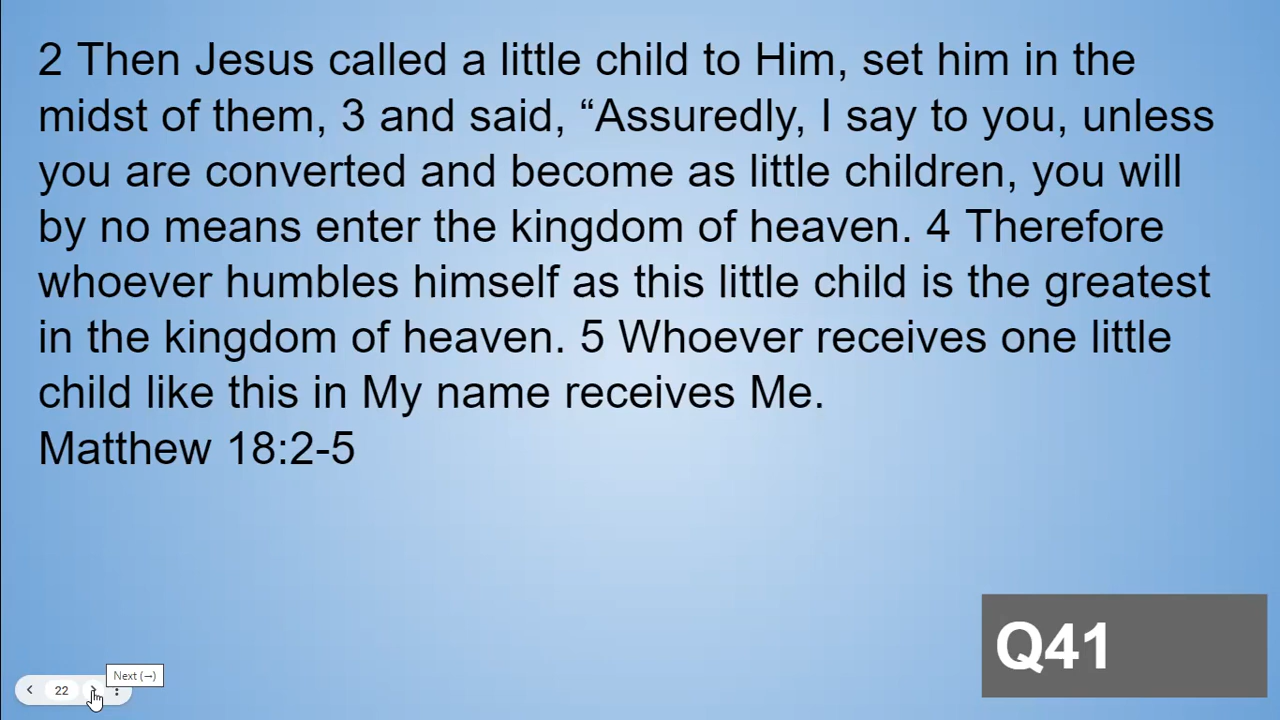 2 Then Jesus called a little child to Him, set him in the
midst of them, 3 and said, “Assuredly, I say to you, unless
you are converted and become as little children, you will
by no means enter the kingdom of heaven. 4 Therefore
whoever humbles himself as this little child is the greatest
in the kingdom of heaven. 5 Whoever receives one little
child like this in My name receives Me.
Matthew 18:2-5
Q41
Next (→)
22